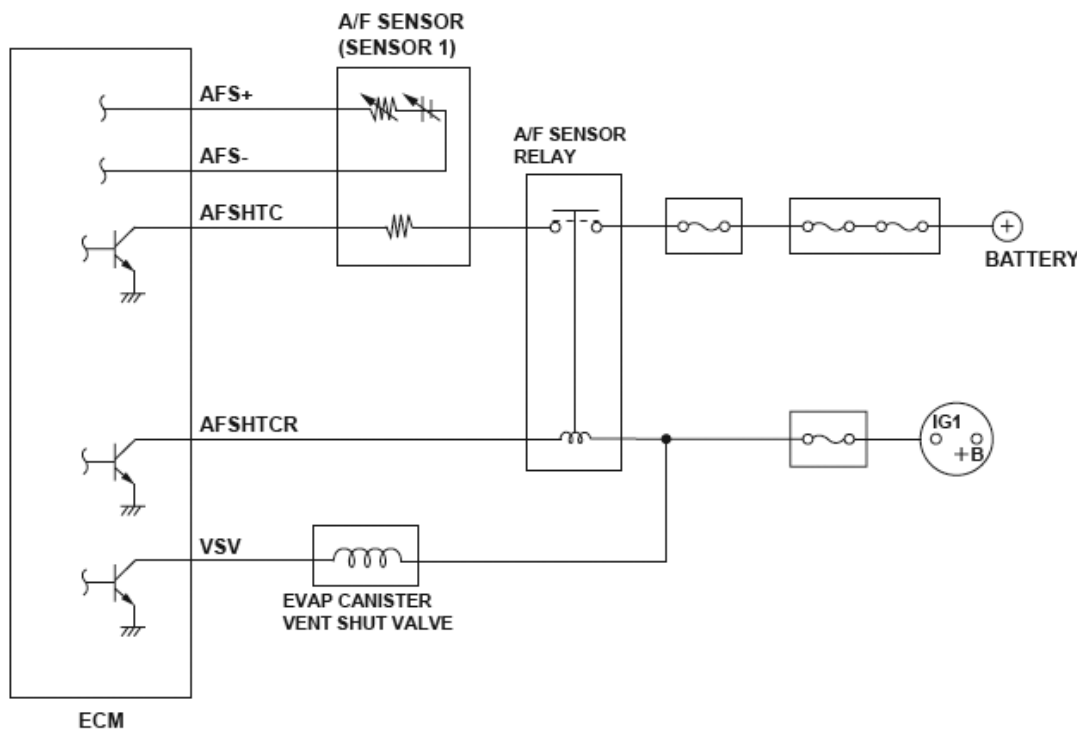 A/F SENSOR
(SENSOR 1)
AFS+
A/F SENSOR
RELAY
AFS-
AFSHTC
+
BATTERY
AFSHTCR
IG1
+B
VSV
EVAP CANISTER
VENT SHUT VALVE
ECM